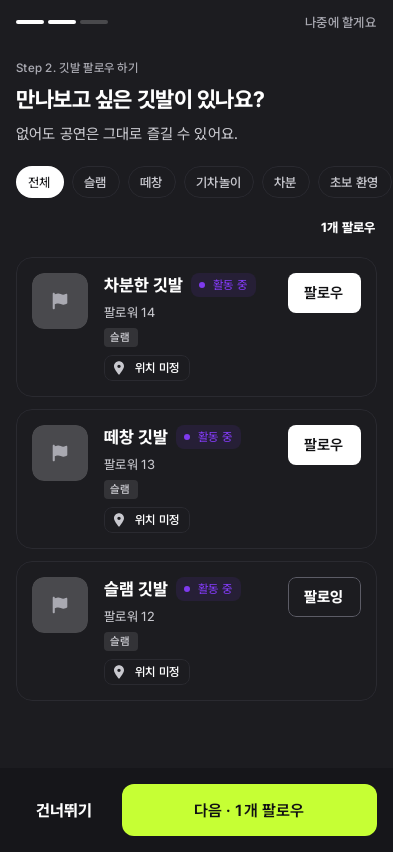 나중에 할게요
Step 2. 깃발 팔로우 하기
만나보고 싶은 깃발이 있나요?
없어도 공연은 그대로 즐길 수 있어요.
전체 슬램 떼창 기차놀이 차분 초보 환영
1개 팔로우
차분한 깃발 활동 중 팔로우
팔로워 14
슬램
위치 미정
떼창 깃발 활동 중 팔로우
팔로워 13
슬램
위치 미정
슬램 깃발 활동 중 팔로잉
팔로워 12
슬램
위치 미정
건너뛰기 다음 · 1개 팔로우